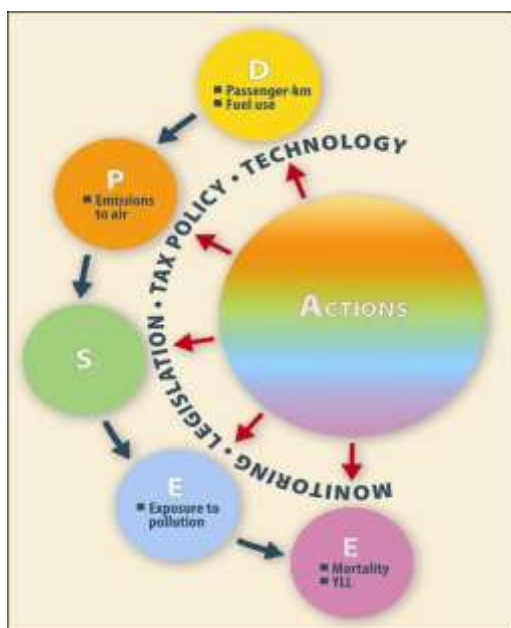 D
▪ Passenger-km
▪ Fuel use
P
▪ Emissions
to air
S
E
▪ Exposure to
pollution
E
▪ Mortality
▪ YLL
MONITORING • LEGISLATION • TAX POLICY • TECHNOLOGY
ACTIONS